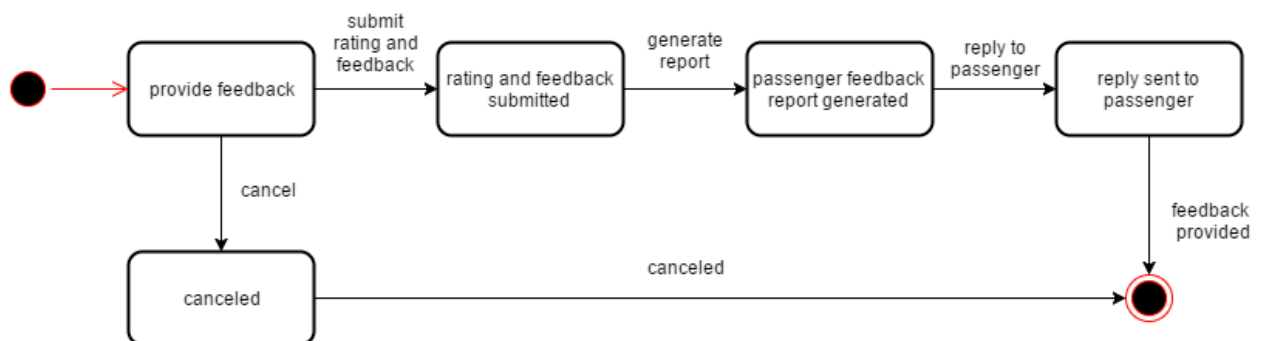 submit
rating and
feedback
generate
report
reply to
passenger
provide feedback
rating and feedback
submitted
passenger feedback
report generated
reply sent to
passenger
cancel
feedback
provided
canceled
canceled